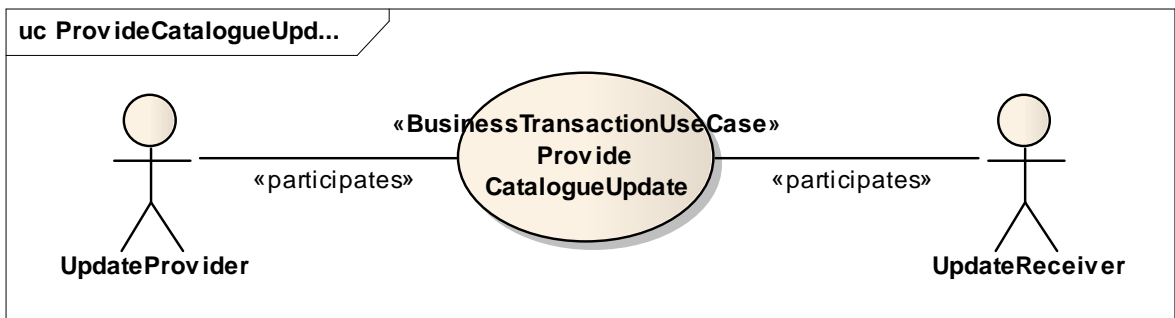 uc ProvideCatalogueUpd...
«BusinessTransactionUseCase»
Provide
CatalogueUpdate
«participates»
«participates»
UpdateProvider
UpdateReceiver